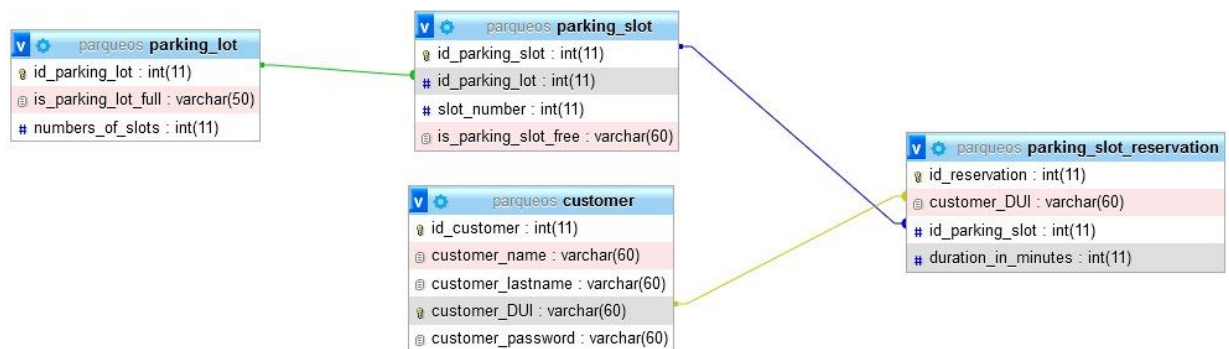 v parqueos parking_lot
id_parking_lot : int(11)
is_parking_lot_full : varchar(50)
# numbers_of_slots : int(11)
v parqueos parking_slot
id_parking_slot : int(11)
# id_parking_lot : int(11)
# slot_number : int(11)
is_parking_slot_free : varchar(60)
v parqueos customer
id_customer : int(11)
customer_name : varchar(60)
customer_lastname : varchar(60)
customer_DUI : varchar(60)
customer_password : varchar(60)
v parqueos parking_slot_reservation
id_reservation : int(11)
customer_DUI : varchar(60)
# id_parking_slot : int(11)
# duration_in_minutes : int(11)